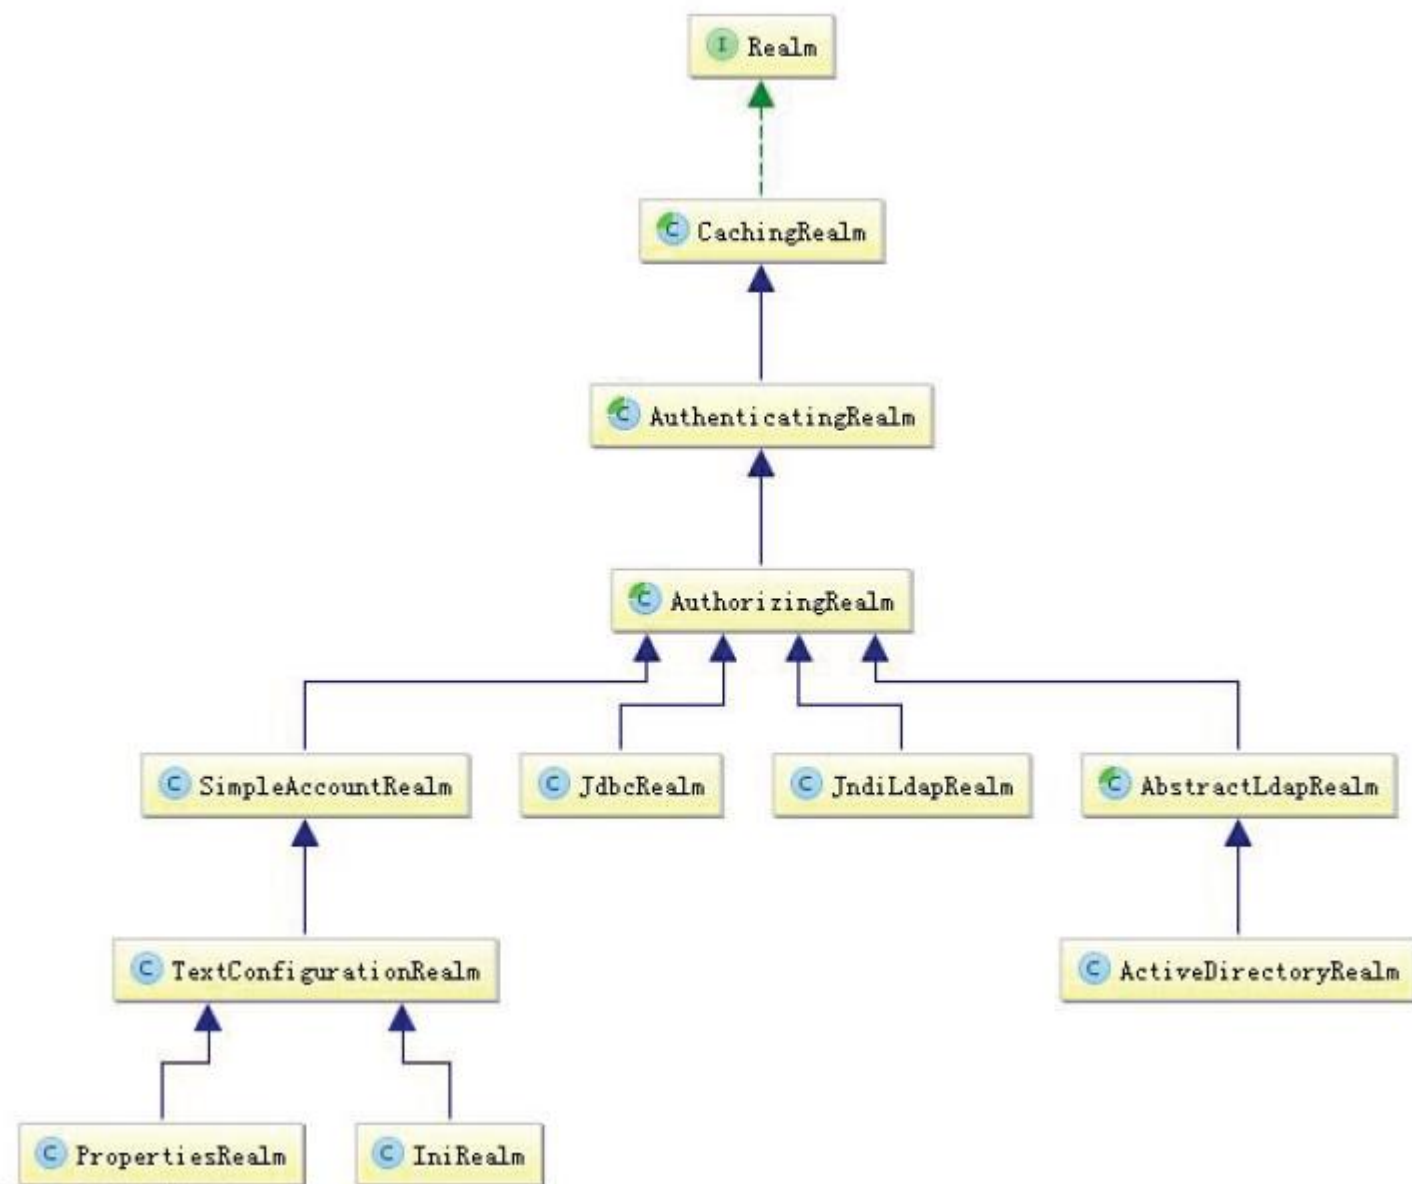 I Realm
C CachingRealm
C AuthenticatingRealm
C AuthorizingRealm
C SimpleAccountRealm
C JdbcRealm
C JndiLdapRealm
C AbstractLdapRealm
C TextConfigurationRealm
C ActiveDirectoryRealm
C PropertiesRealm
C IniRealm